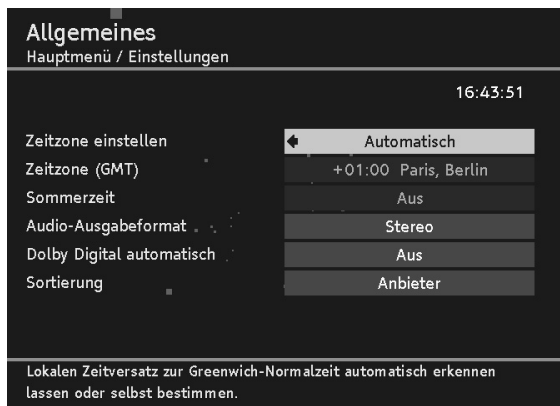 Allgemeines
Hauptmenü / Einstellungen
16:43:51
Zeitzone einstellen Automatisch
Zeitzone (GMT) +01:00 Paris, Berlin
Sommerzeit Aus
Audio-Ausgabeformat Stereo
Dolby Digital automatisch Aus
Sortierung Anbieter
Lokalen Zeitversatz zur Greenwich-Normalzeit automatisch erkennen
lassen oder selbst bestimmen.